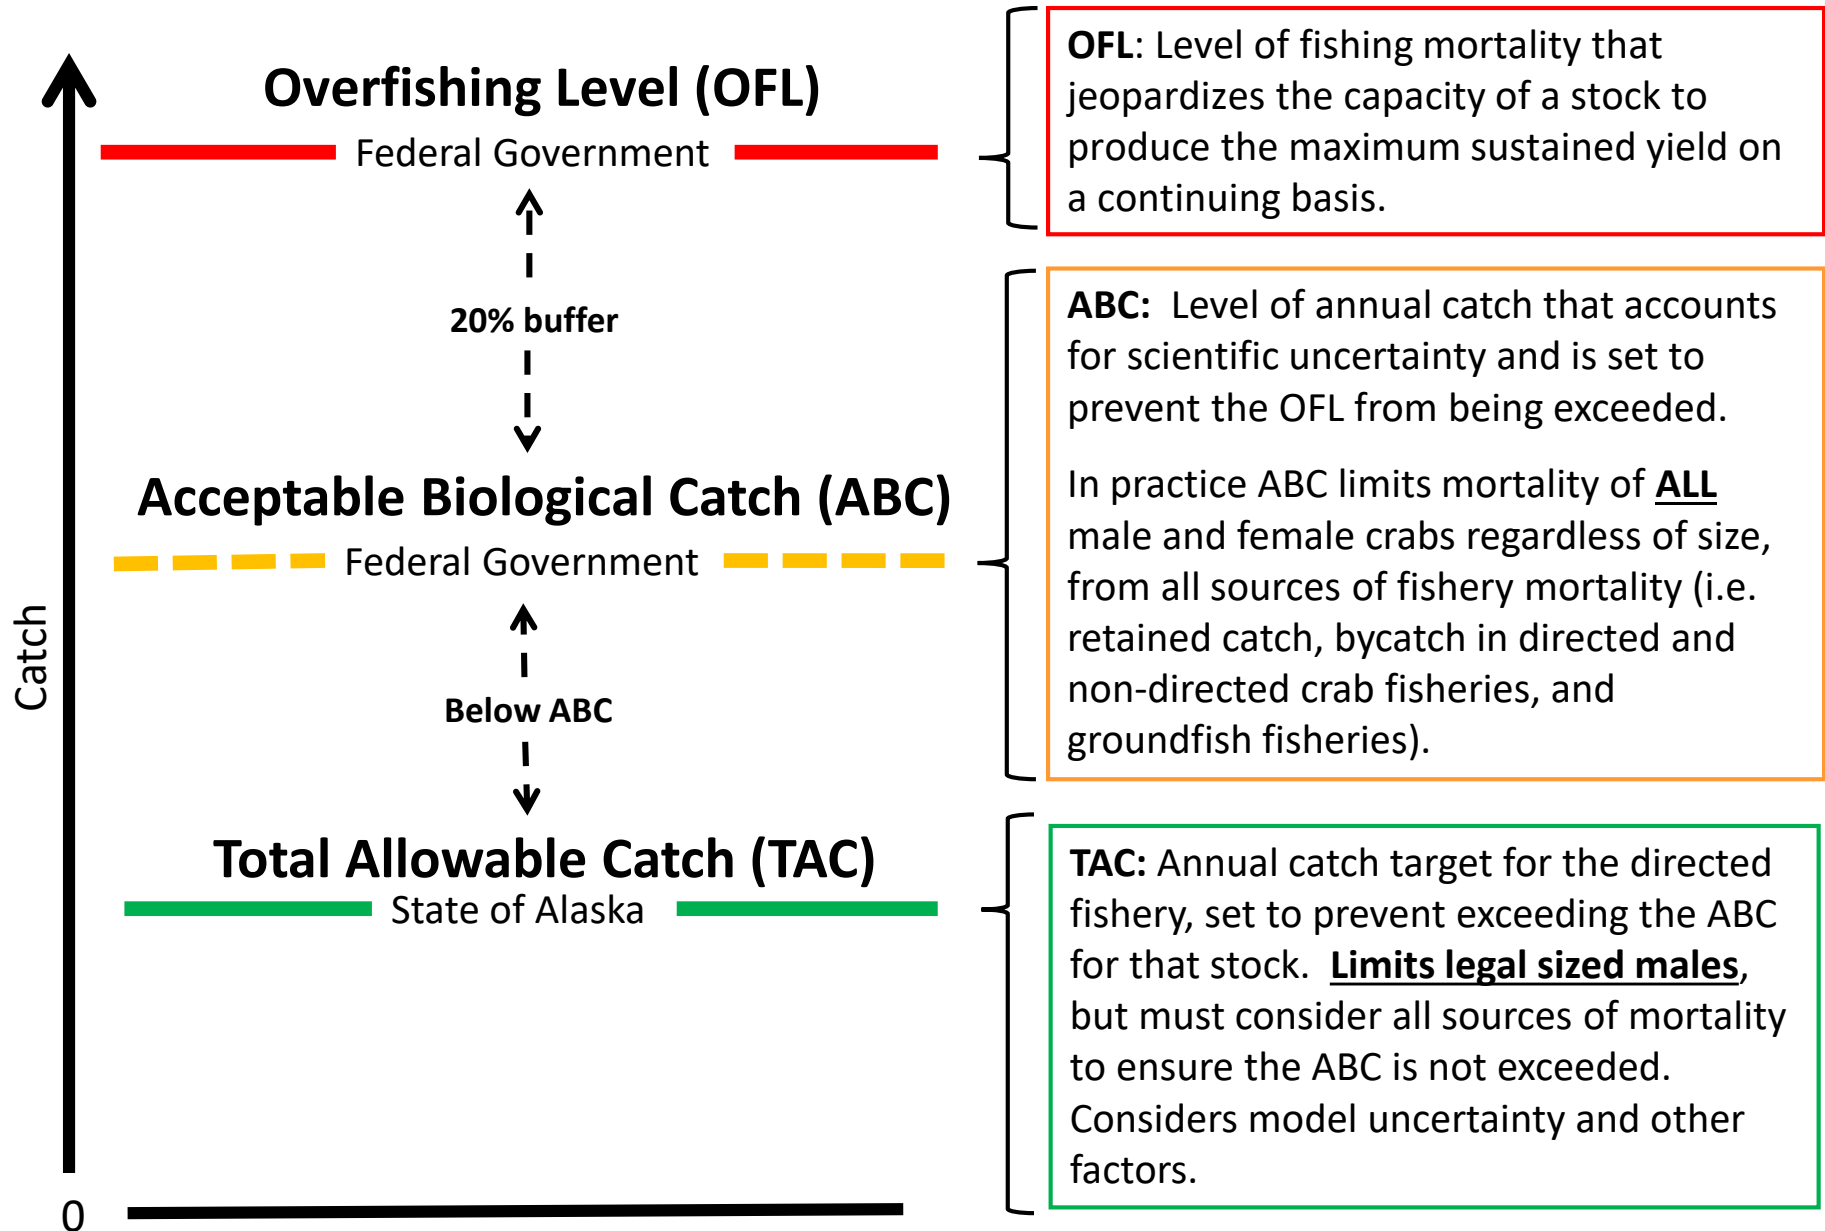 Overfishing Level (OFL)
Federal Government
20% buffer
Acceptable Biological Catch (ABC)
Federal Government
Below ABC
Total Allowable Catch (TAC)
State of Alaska
Catch
0
OFL: Level of fishing mortality that
jeopardizes the capacity of a stock to
produce the maximum sustained yield on
a continuing basis.
ABC:  Level of annual catch that accounts
for scientific uncertainty and is set to
prevent the OFL from being exceeded.
In practice ABC limits mortality of ALL
male and female crabs regardless of size,
from all sources of fishery mortality (i.e.
retained catch, bycatch in directed and
non-directed crab fisheries, and
groundfish fisheries).
TAC: Annual catch target for the directed
fishery, set to prevent exceeding the ABC
for that stock.  Limits legal sized males,
but must consider all sources of mortality
to ensure the ABC is not exceeded.
Considers model uncertainty and other
factors.